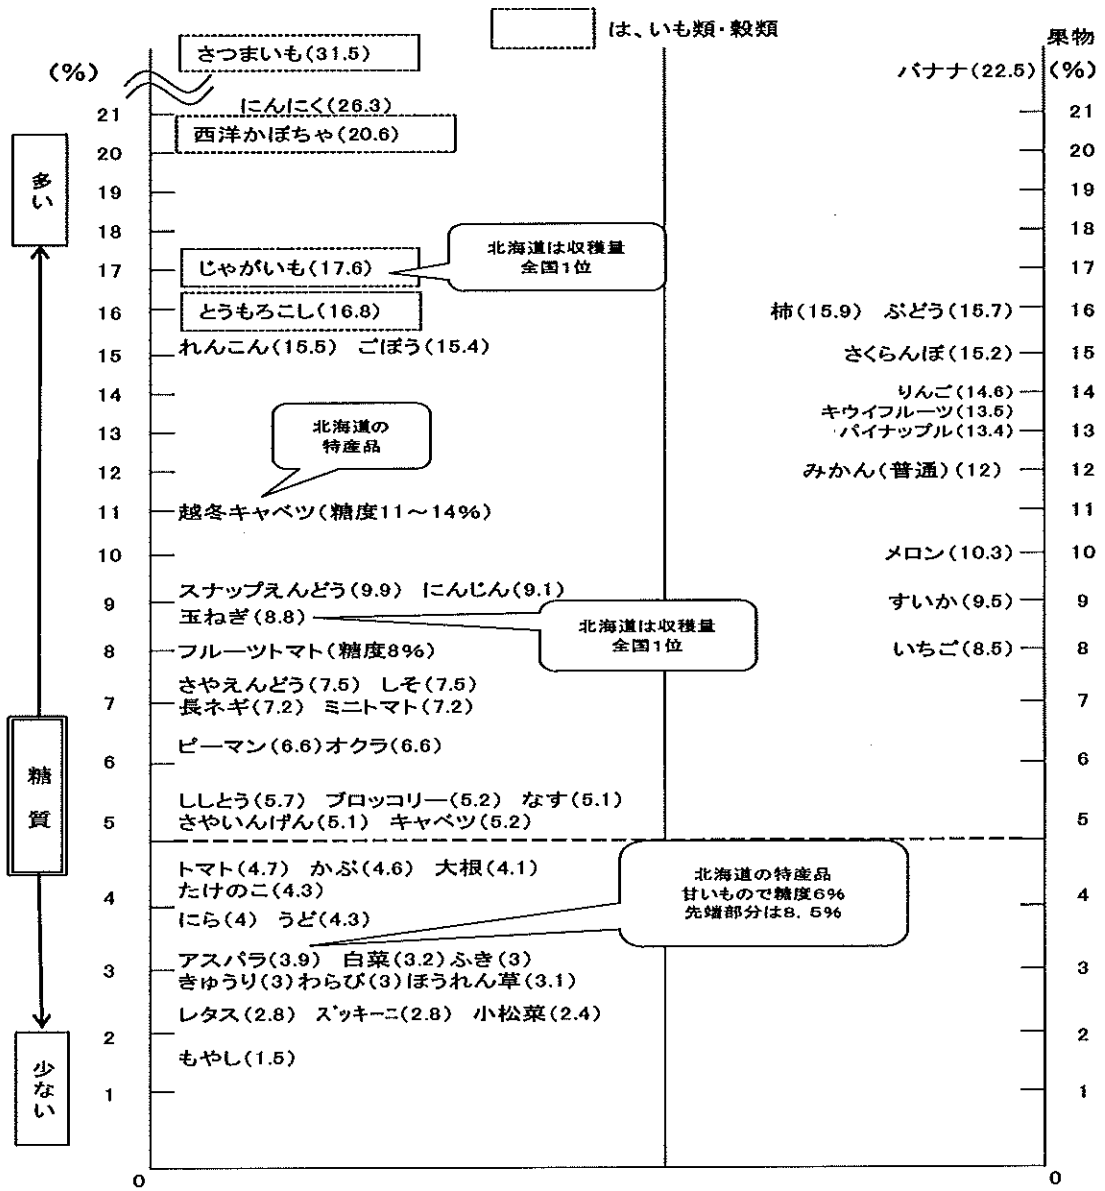 は、いも類・穀類
果物
(%)
(%)
さつまいも(31.5)
バナナ(22.5)
にんにく(26.3)
21
21
西洋かぼちゃ(20.6)
20
20
多い
19
19
18
18
北海道は収穫量
全国1位
じゃがいも(17.6)
17
17
とうもろこし(16.8)
柿(15.9) ぶどう(15.7)
16
16
れんこん(15.5) ごぼう(15.4)
さくらんぼ(15.2)
15
15
りんご(14.6)
14
14
キウイフルーツ(13.5)
北海道の
特産品
パイナップル(13.4)
13
13
みかん(普通)(12)
12
12
越冬キャベツ(糖度11～14%)
11
11
メロン(10.3)
10
10
スナップえんどう(9.9) にんじん(9.1)
すいか(9.5)
9
9
玉ねぎ(8.8)
北海道は収穫量
全国1位
フルーツトマト(糖度8%)
いちご(8.5)
8
8
さやえんどう(7.5) しそ(7.5)
長ネギ(7.2) ミニトマト(7.2)
7
7
ピーマン(6.6)オクラ(6.6)
6
6
糖質
ししとう(5.7) ブロッコリー(5.2) なす(5.1)
さやいんげん(5.1) キャベツ(5.2)
5
5
トマト(4.7) かぶ(4.6) 大根(4.1)
たけのこ(4.3)
4
4
北海道の特産品
甘いもので糖度6%
先端部分は8．5%
にら(4) うど(4.3)
アスパラ(3.9) 白菜(3.2)ふき(3)
きゅうり(3)わらび(3)ほうれん草(3.1)
3
3
レタス(2.8) ズッキーニ(2.8) 小松菜(2.4)
2
2
もやし(1.5)
少ない
1
1
0
0